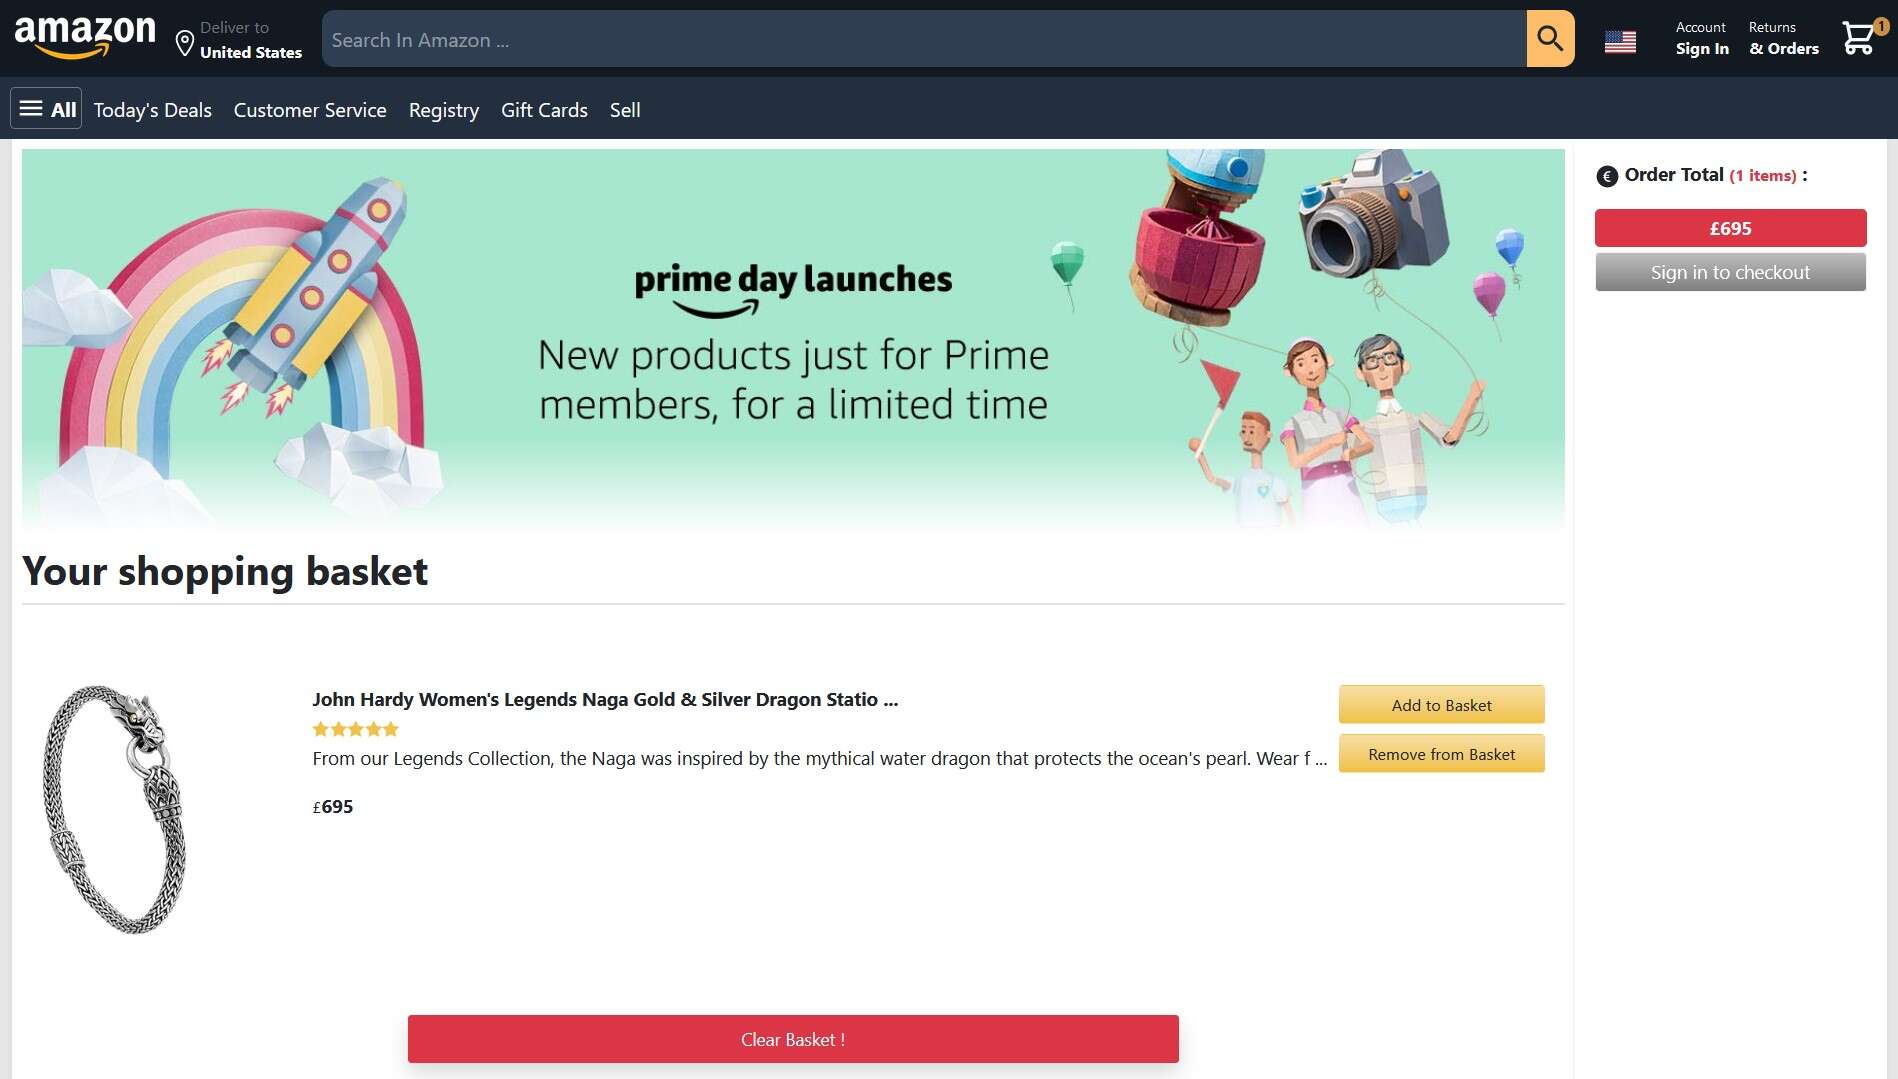 amazon
Deliver to
United States
Search In Amazon ...
Account
Sign In
Returns
& Orders
1
All
Today's Deals
Customer Service
Registry
Gift Cards
Sell
prime day launches
New products just for Prime
members, for a limited time
€ Order Total (1 items) :
£695
Sign in to checkout
Your shopping basket
John Hardy Women's Legends Naga Gold & Silver Dragon Statio ...
From our Legends Collection, the Naga was inspired by the mythical water dragon that protects the ocean's pearl. Wear f ...
£695
Add to Basket
Remove from Basket
Clear Basket !